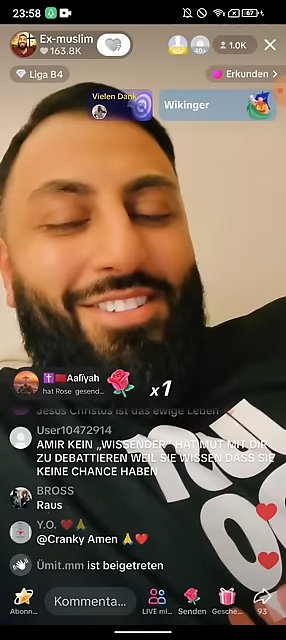 23:58
Ex-muslim
163.8K
1.0K
Liga B4
Erkunden >
Vielen Dank
Wikinger
Aaliyah
hat Rose gesend...
x1
Jesus Christus ist das ewige Leben
User10472914
AMIR KEIN „WISSENDER“ HAT MUT MIT DIR
ZU DEBATTIEREN WEIL SIE WISSEN DASS SIE
KEINE CHANCE HABEN
BROSS
Raus
Y.O.
@Cranky Amen
Ümit.mm ist beigetreten
Kommenta...
Abonn... LIVE mi... Senden Gesche... 93